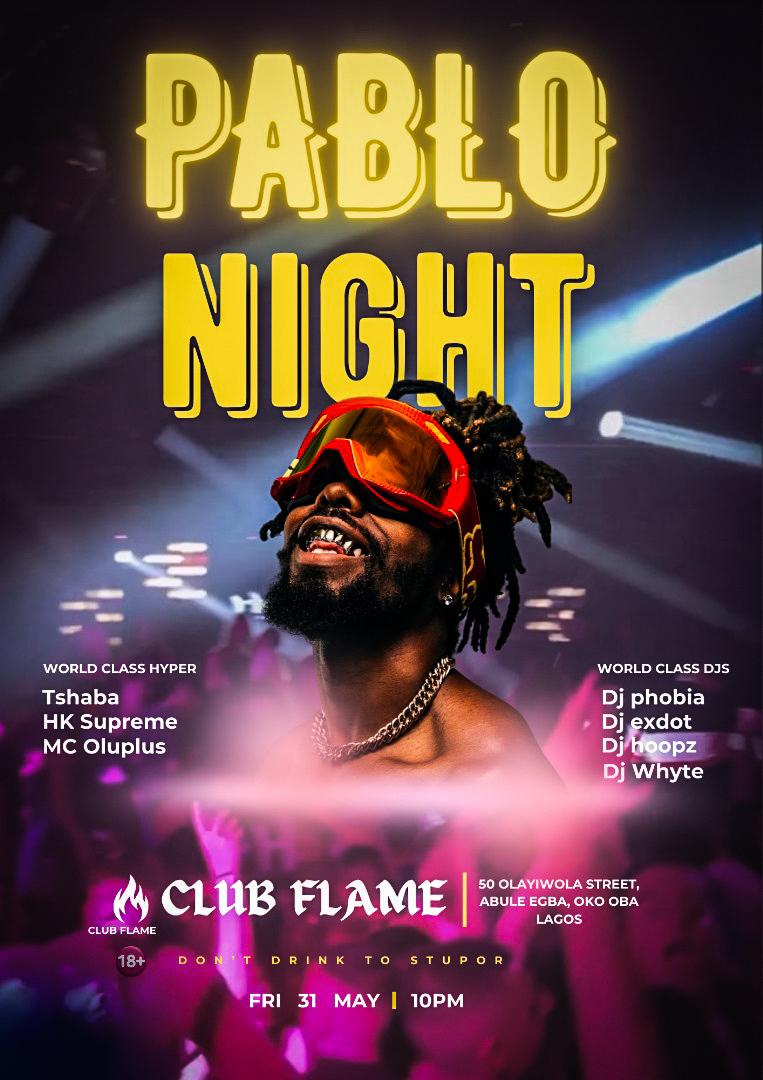 PABLO
NIGHT
WORLD CLASS HYPER
Tshaba
HK Supreme
MC Oluplus
WORLD CLASS DJS
Dj phobia
Dj exdot
Dj hoopz
Dj Whyte
CLUB FLAME
CLUB FLAME
50 OLAYIWOLA STREET,
ABULE EGBA, OKO OBA
LAGOS
18+
DON'T DRINK TO STUPOR
FRI 31 MAY | 10PM